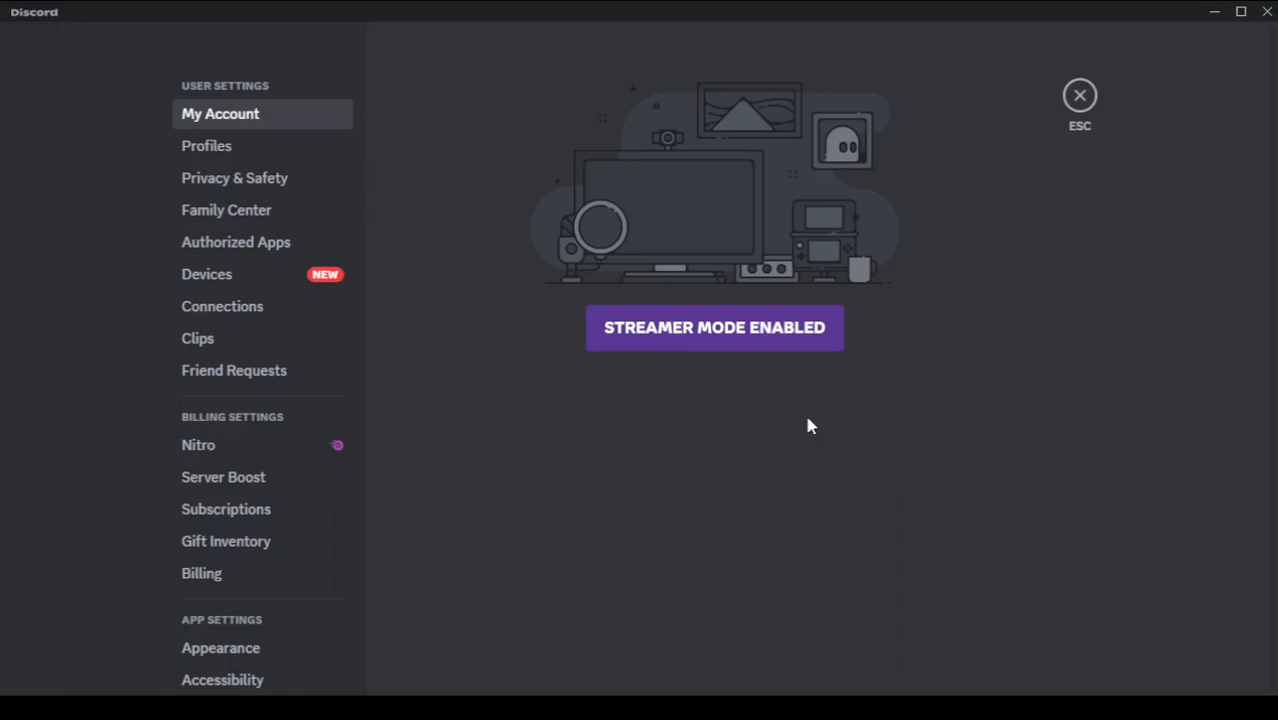 Discord
USER SETTINGS
My Account
Profiles
Privacy & Safety
Family Center
Authorized Apps
Devices NEW
Connections
Clips
Friend Requests
BILLING SETTINGS
Nitro
Server Boost
Subscriptions
Gift Inventory
Billing
APP SETTINGS
Appearance
Accessibility
STREAMER MODE ENABLED
ESC